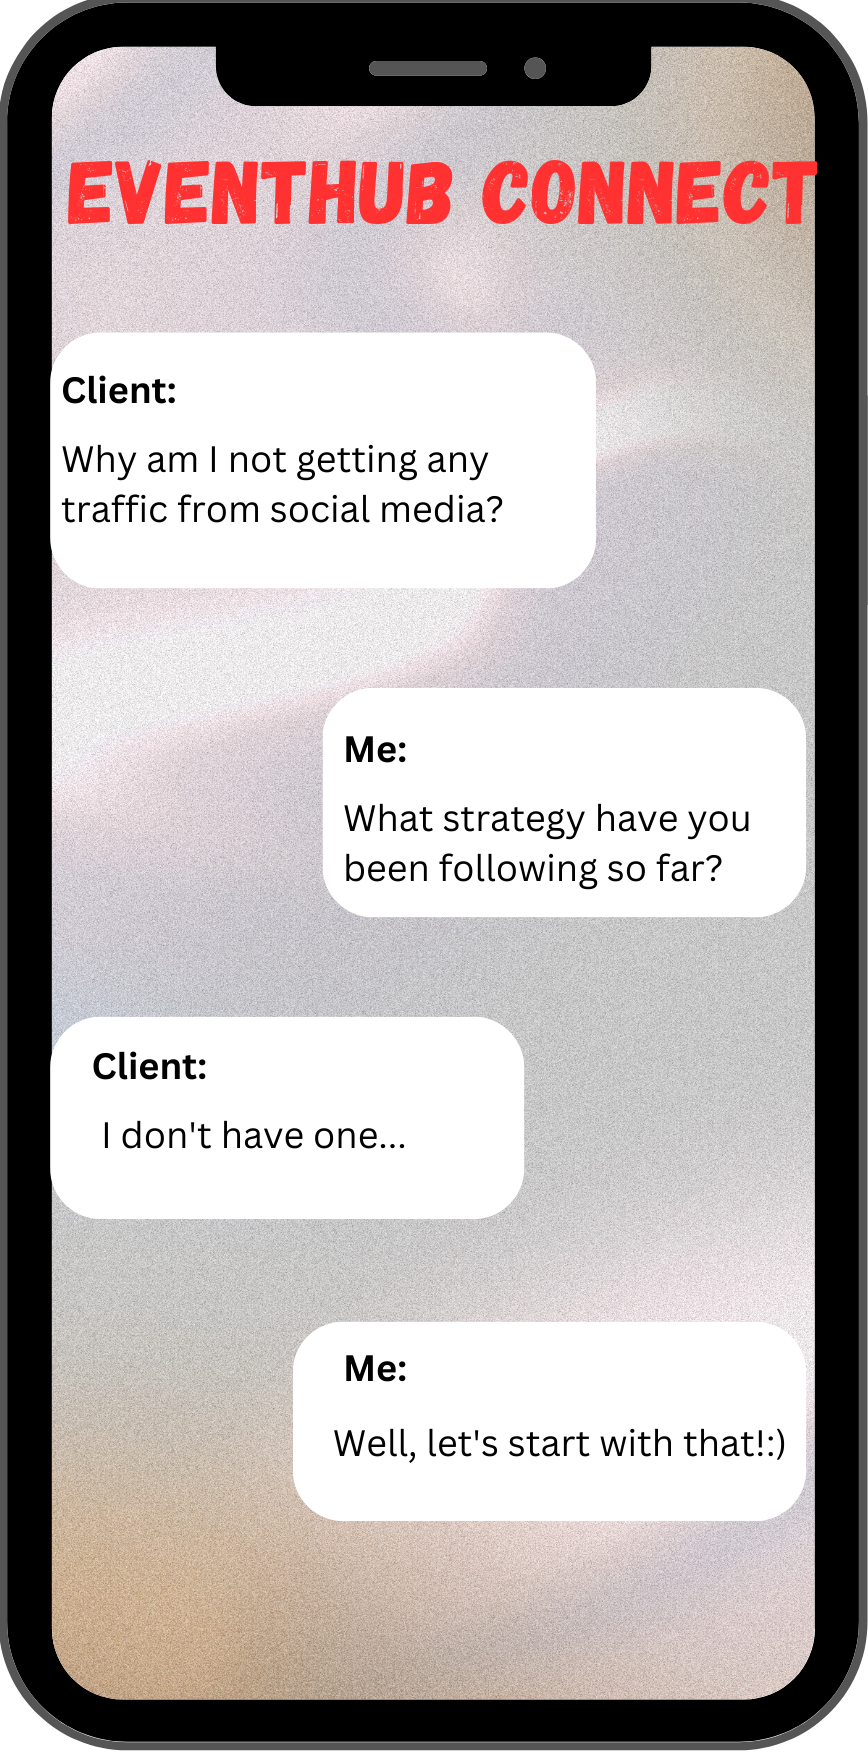 EVENTHUB CONNECT
Client:
Why am I not getting any
traffic from social media?
Me:
What strategy have you
been following so far?
Client:
I don't have one...
Me:
Well, let's start with that!:)